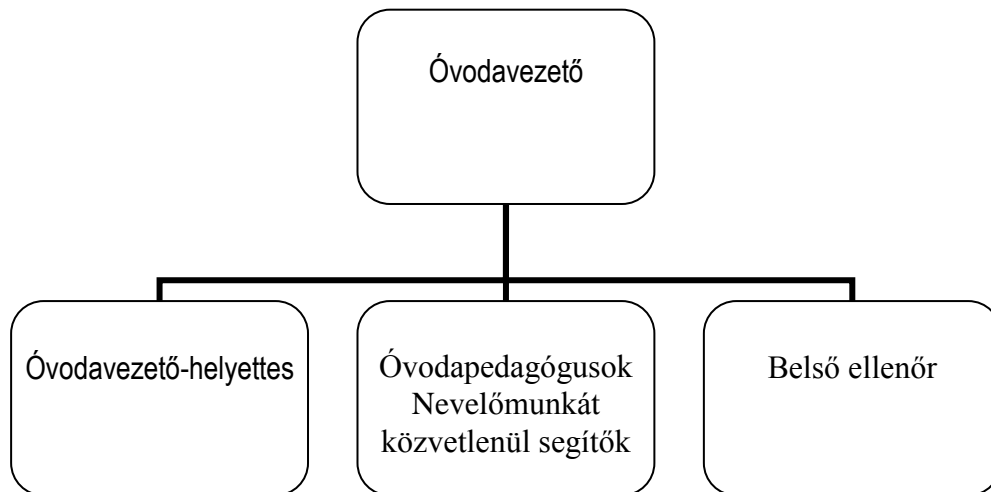 Óvodavezető
Óvodavezető-helyettes
Óvodapedagógusok
Nevelőmunkát
közvetlenül segítők
Belső ellenőr